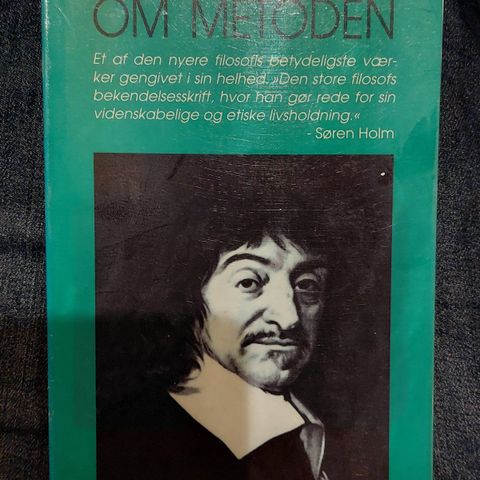 OM METODEN
Et af den nyere filosofis betydeligste vær-
ker gengivet i sin helhed. »Den store filosofs
bekendelsesskrift, hvor han gør rede for sin
videnskabelige og etiske livsholdning.«
- Søren Holm